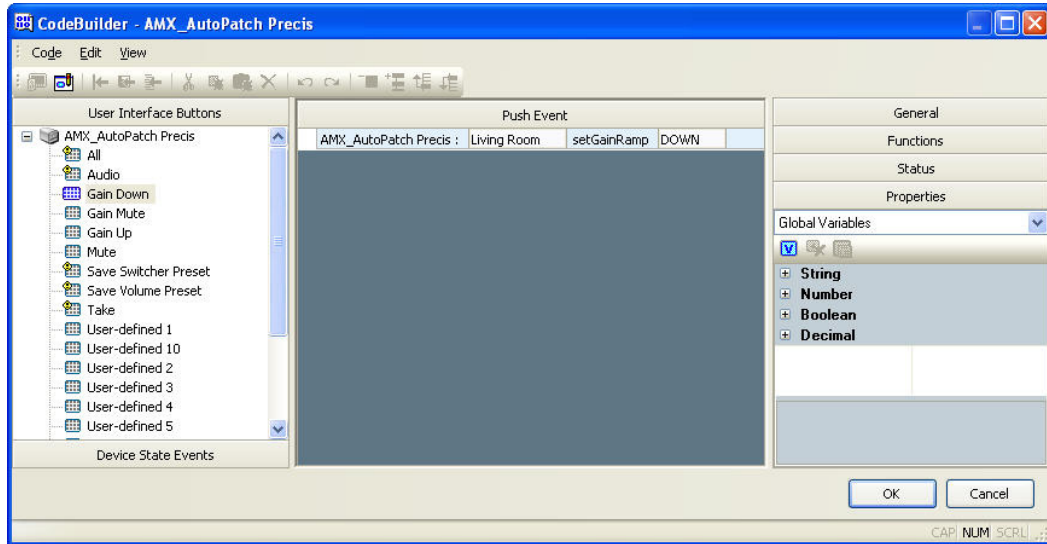 CodeBuilder - AMX_AutoPatch Precis
Code Edit View
User Interface Buttons
AMX_AutoPatch Precis
All
Audio
Gain Down
Gain Mute
Gain Up
Mute
Save Switcher Preset
Save Volume Preset
Take
User-defined 1
User-defined 10
User-defined 2
User-defined 3
User-defined 4
User-defined 5
Device State Events
Push Event
AMX_AutoPatch Precis : Living Room setGainRamp DOWN
General
Functions
Status
Properties
Global Variables
V
String
Number
Boolean
Decimal
OK Cancel
CAP NUM SCRL